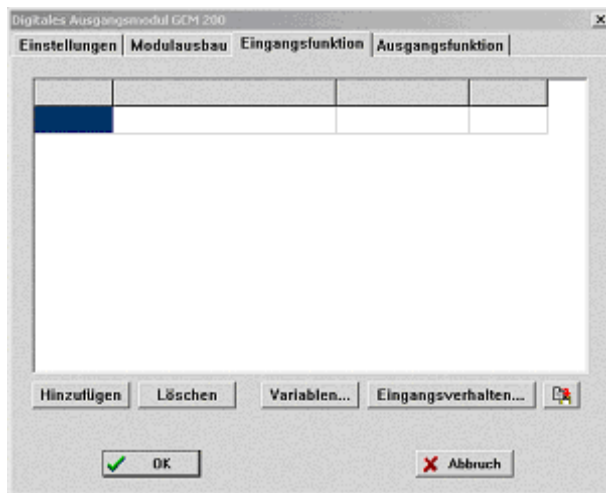 Digitales Ausgangsmodul GCM 200
Einstellungen Modulausbau Eingangsfunktion Ausgangsfunktion
Hinzufügen Löschen Variablen... Eingangsverhalten...
OK Abbruch